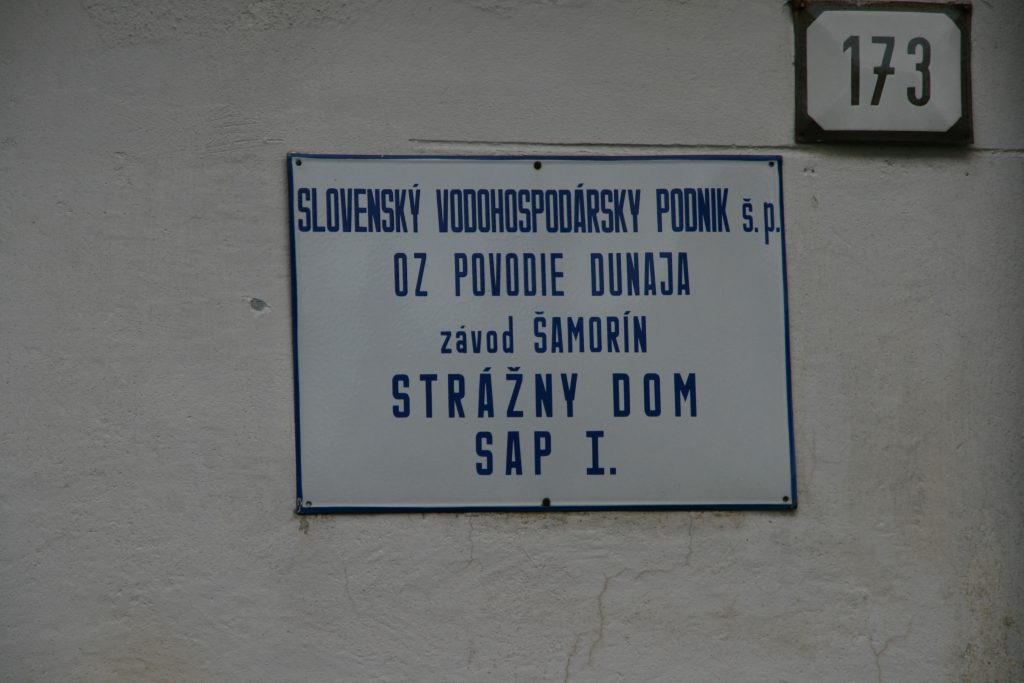 173
SLOVENSKÝ VODOHOSPODÁRSKY PODNIK š.p.
OZ POVODIE DUNAJA
závod ŠAMORÍN
STRÁŽNY DOM
SAP I.